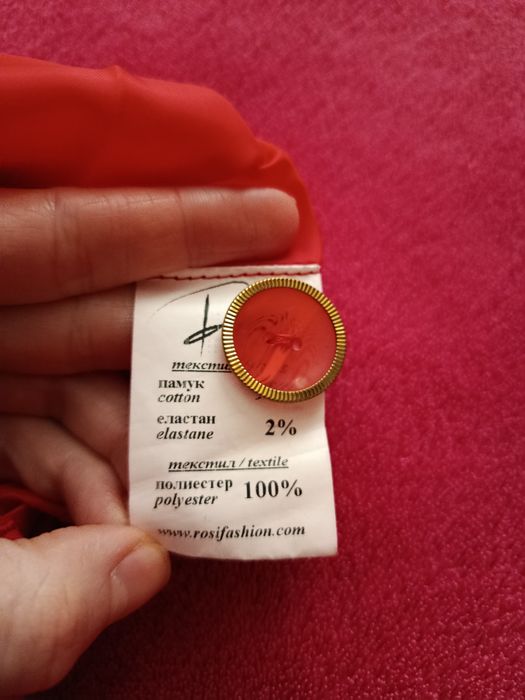 текстил
памук
cotton
еластан
elastane 2%
текстил / textile
полиестер
polyester 100%
www.rosifashion.com